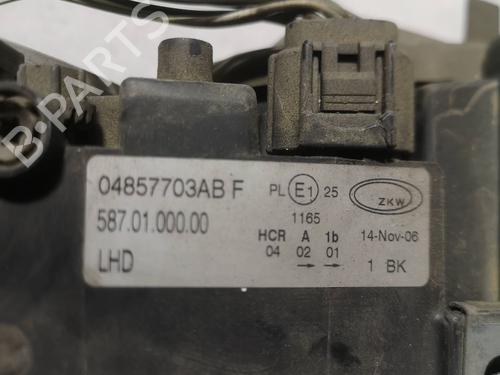 B-PARTS
04857703AB F
PL E1 25
ZKW
587.01.000.00
1165
HCR A 1b
14-Nov-06
LHD
04 02 01
→ →
1 BK